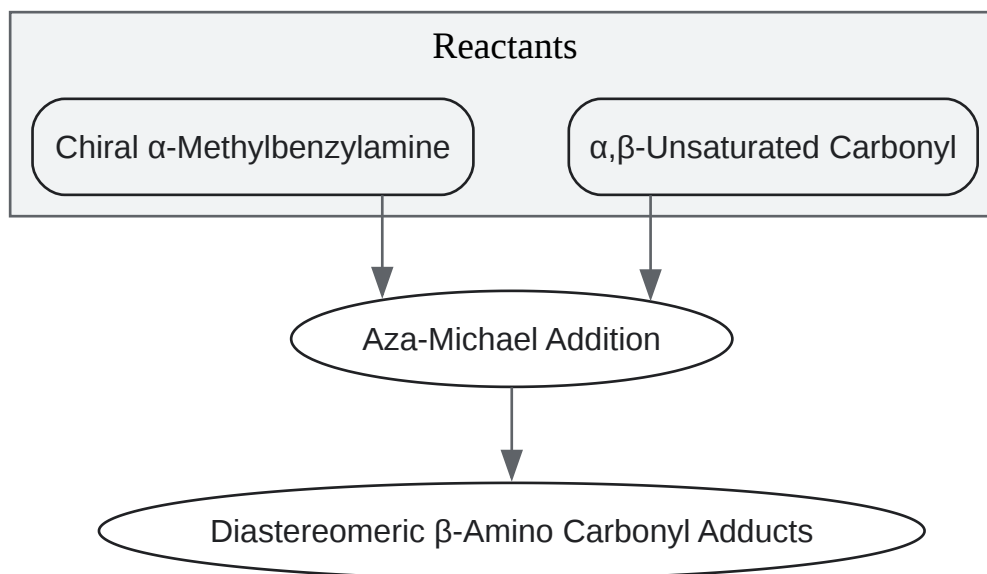 Reactants
Chiral α-Methylbenzylamine
α,β-Unsaturated Carbonyl
Aza-Michael Addition
Diastereomeric β-Amino Carbonyl Adducts